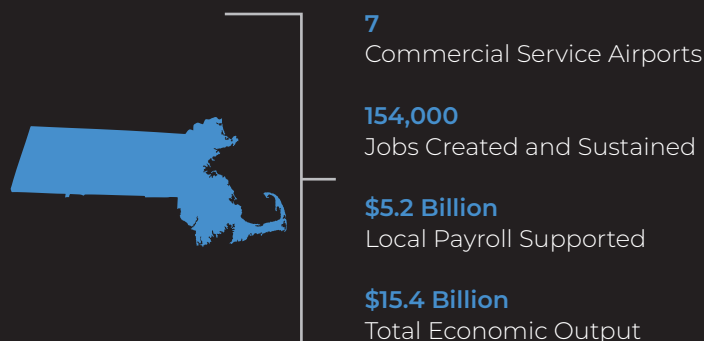 7
Commercial Service Airports
154,000
Jobs Created and Sustained
$5.2 Billion
Local Payroll Supported
$15.4 Billion
Total Economic Output